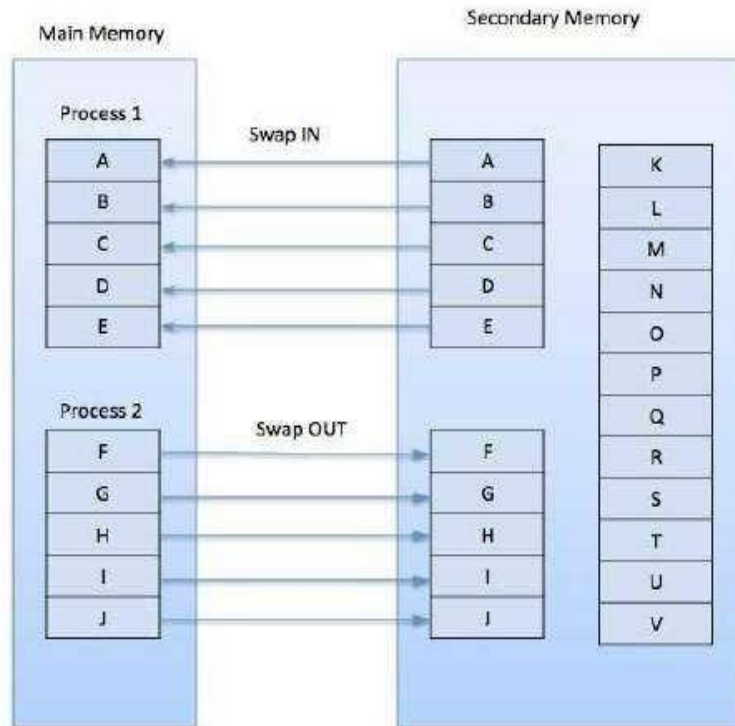 Main Memory
Secondary Memory
Process 1
Swap IN
A
B
C
D
E
A
B
C
D
E
Process 2
Swap OUT
F
G
H
I
J
F
G
H
I
J
K
L
M
N
O
P
Q
R
S
T
U
V